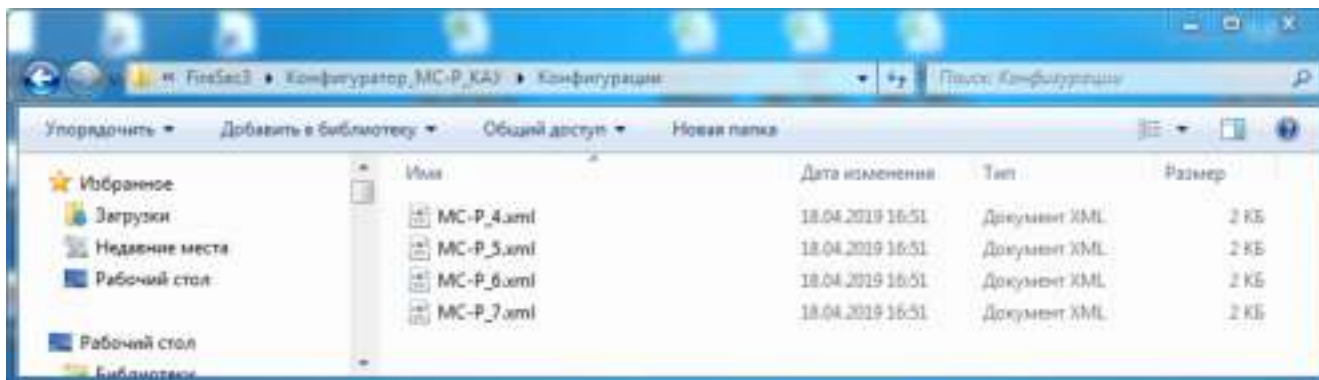 « FireSec3 ▸ Конфигуратор_МС-Р_КАУ ▸ Конфигурации
Поиск: Конфигурации
Упорядочить Добавить в библиотеку Общий доступ Новая папка
Избранное
Загрузки
Недавние места
Рабочий стол
Рабочий стол
Библиотеки
Имя Дата изменения Тип Размер
МС-Р_4.xml 18.04.2019 16:51 Документ XML 2 КБ
МС-Р_5.xml 18.04.2019 16:51 Документ XML 2 КБ
МС-Р_6.xml 18.04.2019 16:51 Документ XML 2 КБ
МС-Р_7.xml 18.04.2019 16:51 Документ XML 2 КБ